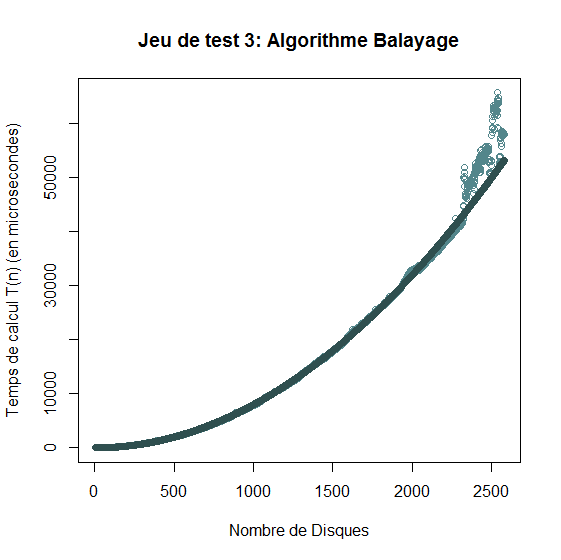 Jeu de test 3: Algorithme Balayage
Temps de calcul T(n) (en microsecondes)
50000
30000
10000
0
0 500 1000 1500 2000 2500
Nombre de Disques